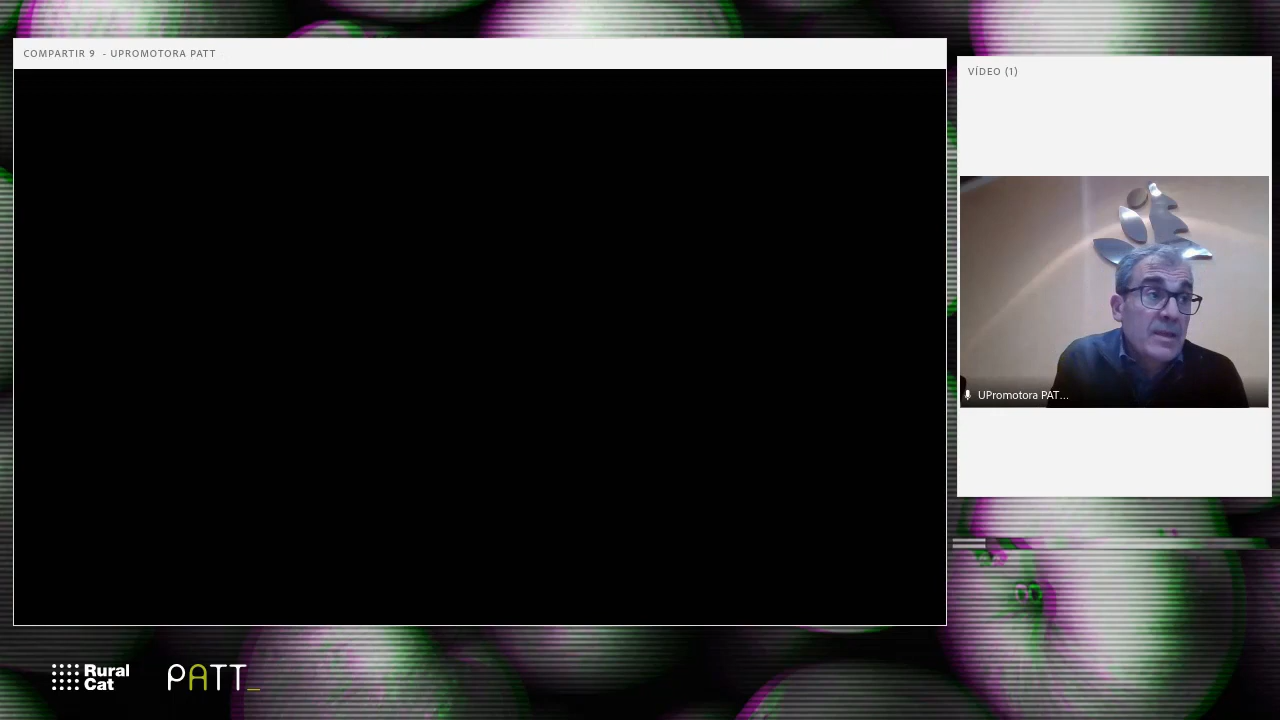 COMPARTIR 9 - UPROMOTORA PATT
VÍDEO (1)
UPromotora PAT...
Rural
Cat
PATT_